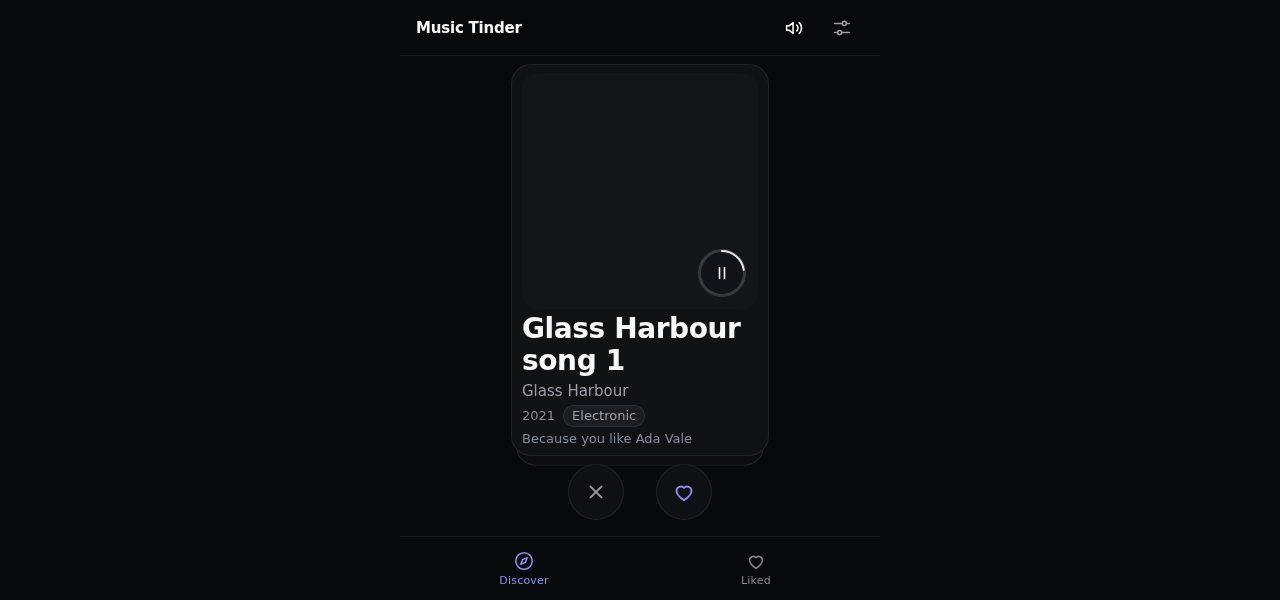 Music Tinder
Glass Harbour
song 1
Glass Harbour
2021 Electronic
Because you like Ada Vale
Discover
Liked